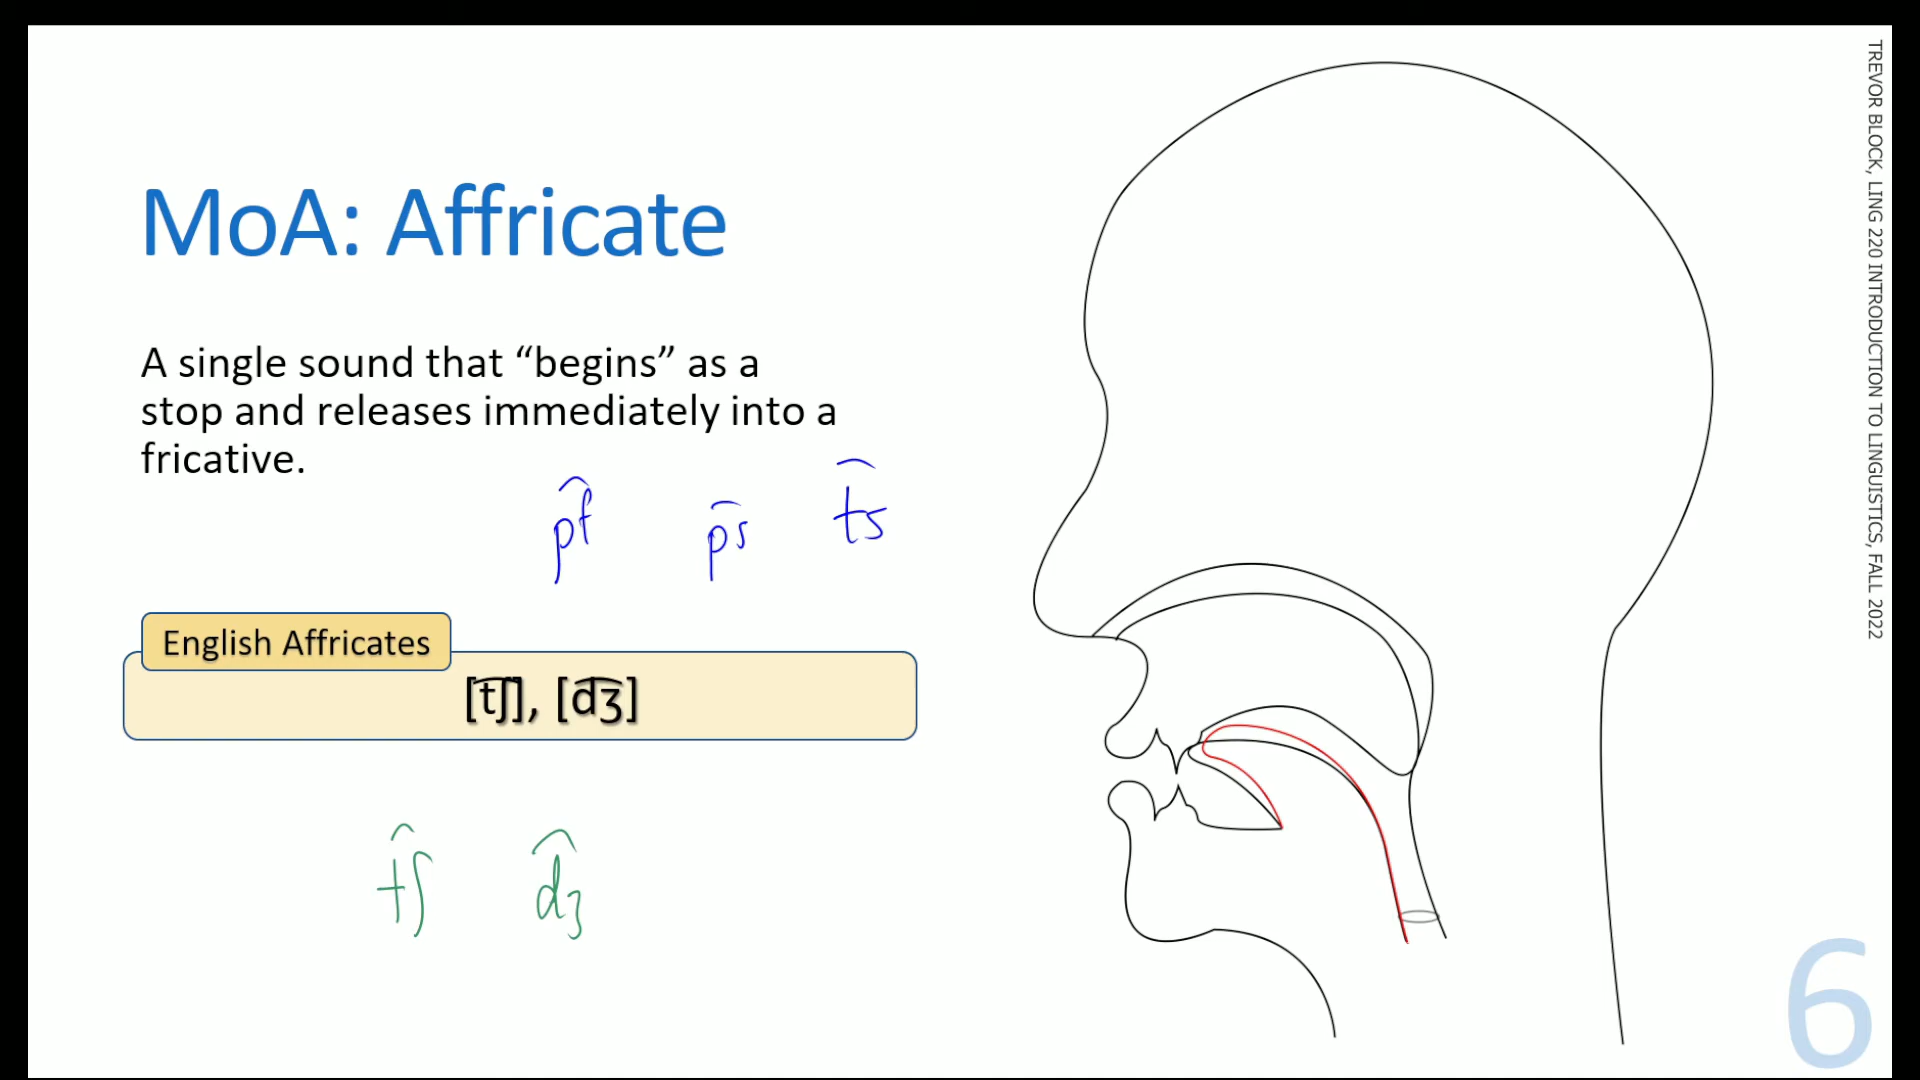 MoA: Affricate
A single sound that “begins” as a
stop and releases immediately into a
fricative.
p͡f p͡s t͡s
English Affricates
[t͡ʃ], [d͡ʒ]
t͡ʃ d͡ʒ
TREVOR BLOCK, LING 220 INTRODUCTION TO LINGUISTICS, FALL 2022
6